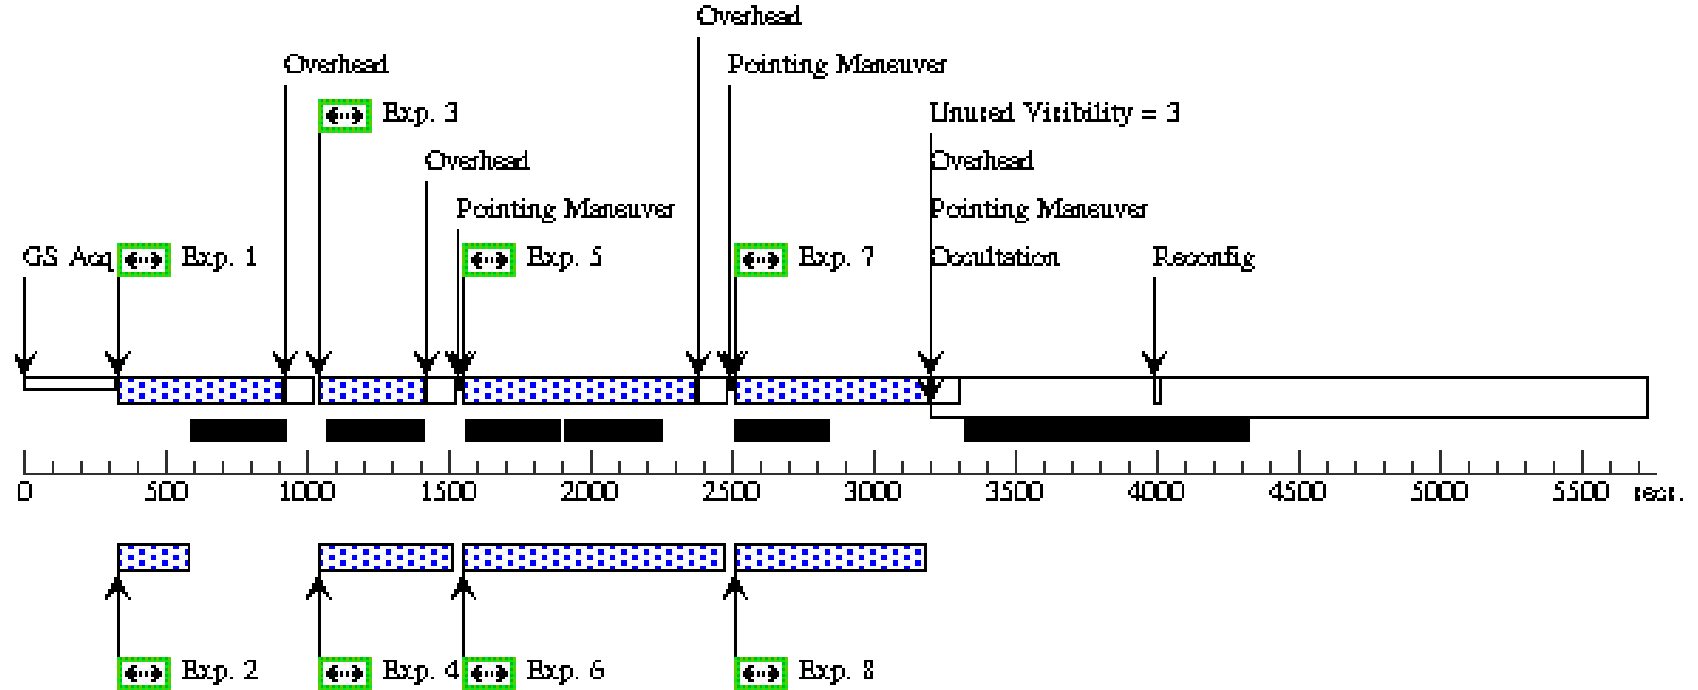 Overhead
Overhead
Pointing Maneuver
Exp. 3
Unused Visibility = 3
Overhead
Overhead
Pointing Maneuver
Pointing Maneuver
GS Acq
Exp. 1
Exp. 5
Exp. 7
Occultation
Reconfig
0 500 1000 1500 2000 2500 3000 3500 4000 4500 5000 5500 secs.
Exp. 2
Exp. 4
Exp. 6
Exp. 8